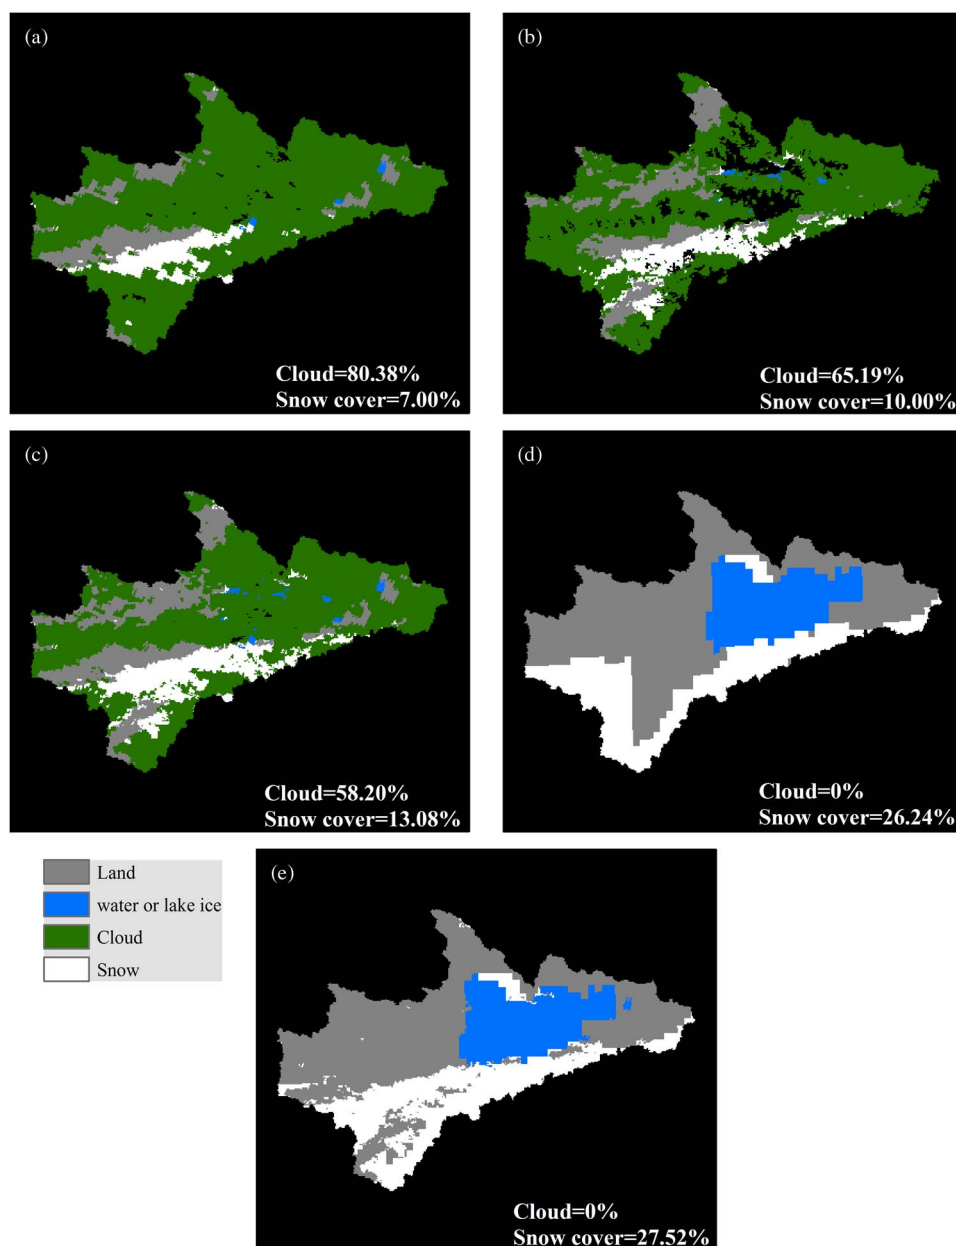 (a)
Cloud=80.38%
Snow cover=7.00%
(b)
Cloud=65.19%
Snow cover=10.00%
(c)
Cloud=58.20%
Snow cover=13.08%
(d)
Cloud=0%
Snow cover=26.24%
Land
water or lake ice
Cloud
Snow
(e)
Cloud=0%
Snow cover=27.52%